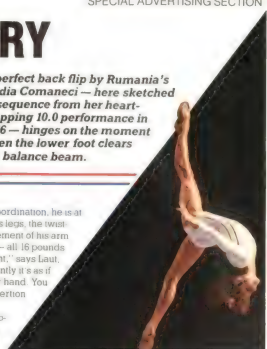 SPECIAL ADVERTISING SECTION
RY
perfect back flip by Rumania's
dia Comaneci — here sketched
sequence from her heart-
pping 10.0 performance in
6 — hinges on the moment
en the lower foot clears
balance beam.
ordination, he is at
s legs, the twist-
ement of his arm
– all 16 pounds
nt," says Laut,
ntly it's as if
hand. You
ertion